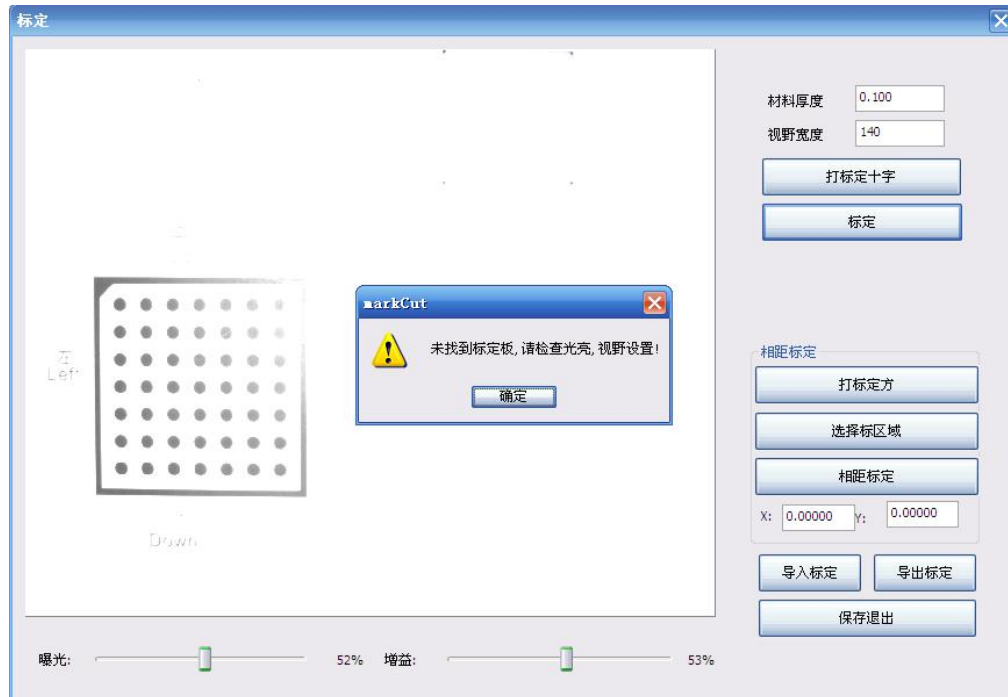 标定
材料厚度 0.100
视野宽度 140
打标定十字
标定
左
Left
Down
markCut
未找到标定板,请检查光亮,视野设置!
确定
相距标定
打标定方
选择标区域
相距标定
X: 0.00000 Y: 0.00000
导入标定 导出标定
保存退出
曝光: 52% 增益: 53%